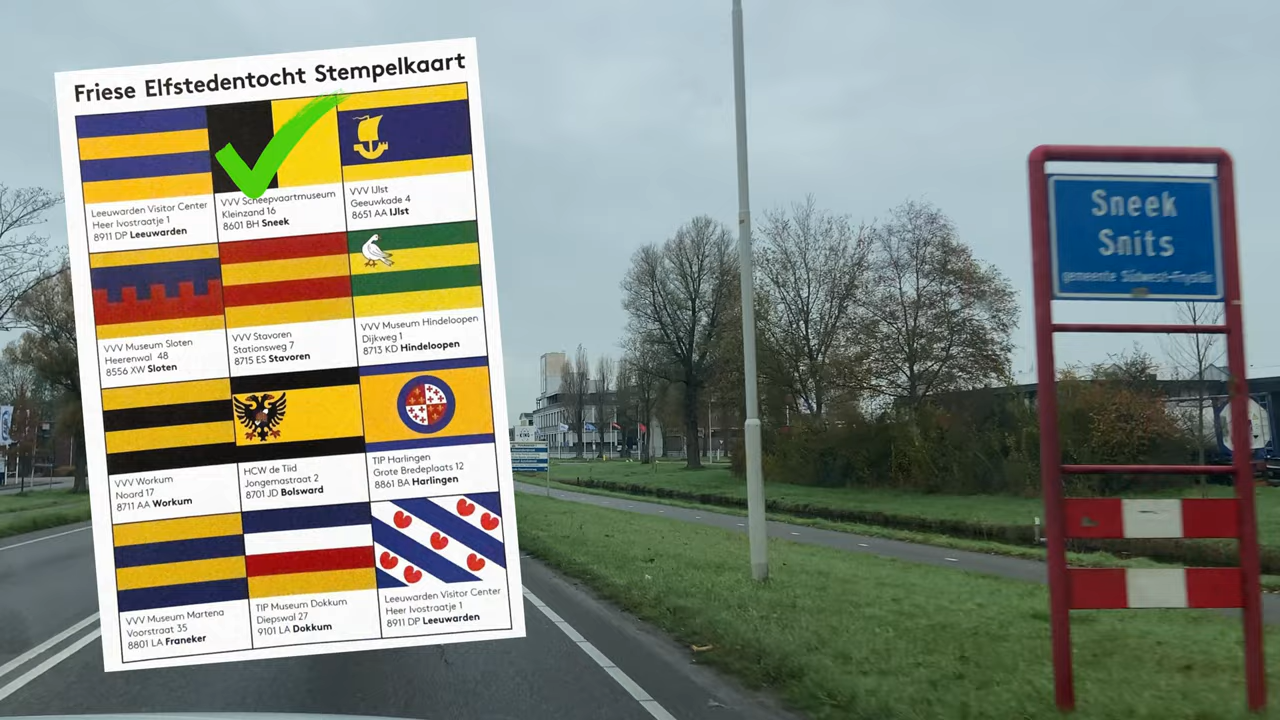 Friese Elfstedentocht Stempelkaart
Leeuwarden Visitor Center
Heer Ivostraatje 1
8911 DP Leeuwarden
VVV Scheepvaartmuseum
Kleinzand 16
8601 BH Sneek
VVV IJlst
Geeuwkade 4
8651 AA IJlst
VVV Museum Sloten
Heerenwal 48
8556 XW Sloten
VVV Stavoren
Stationsweg 7
8715 ES Stavoren
VVV Museum Hindeloopen
Dijkweg 1
8713 KD Hindeloopen
VVV Workum
Noard 17
8711 AA Workum
HCW de Tiid
Jongemastraat 2
8701 JD Bolsward
TIP Harlingen
Grote Bredeplaats 12
8861 BA Harlingen
VVV Museum Martena
Voorstraat 35
8801 LA Franeker
TIP Museum Dokkum
Diepswal 27
9101 LA Dokkum
Leeuwarden Visitor Center
Heer Ivostraatje 1
8911 DP Leeuwarden
Sneek
Snits
gemeente Súdwest-Fryslân